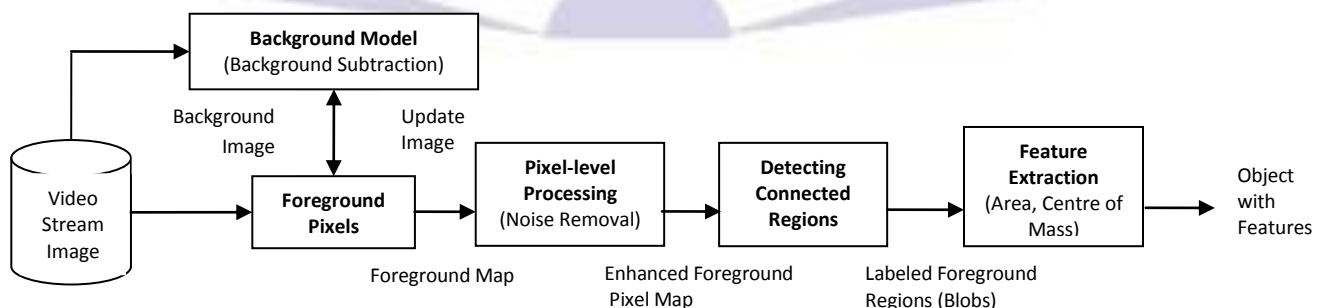 Background Model
(Background Subtraction)
Background
Image
Update
Image
Video
Stream
Image
Foreground
Pixels
Pixel-level
Processing
(Noise Removal)
Detecting
Connected
Regions
Feature
Extraction
(Area, Centre of
Mass)
Object
with
Features
Foreground Map
Enhanced Foreground
Pixel Map
Labeled Foreground
Regions (Blobs)